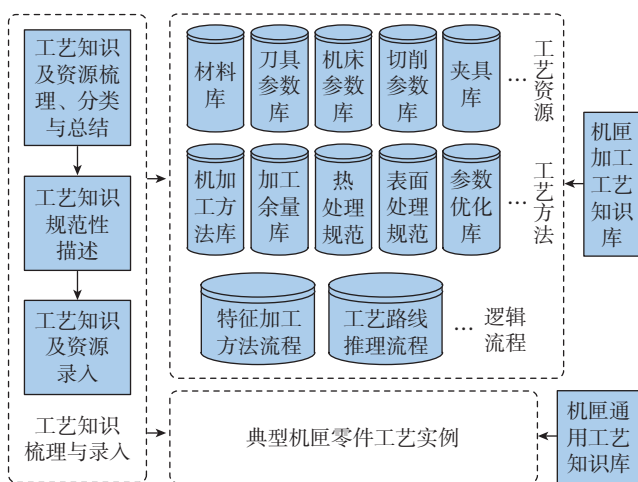 工艺知识
及资源梳
理、分类
与总结
工艺知识
规范性
描述
工艺知识
及资源
录入
工艺知识
梳理与录入
材料
库
刀具
参数
库
机床
参数
库
切削
参数
库
夹具
库
…
工艺资源
机加
工方
法库
加工
余量
库
热
处理
规范
表面
处理
规范
参数
优化
库
…
工艺方法
特征加工
方法流程
工艺路线
推理流程
…
逻辑
流程
典型机匣零件工艺实例
机匣
加工
工艺
知识
库
机匣通
用工艺
知识库